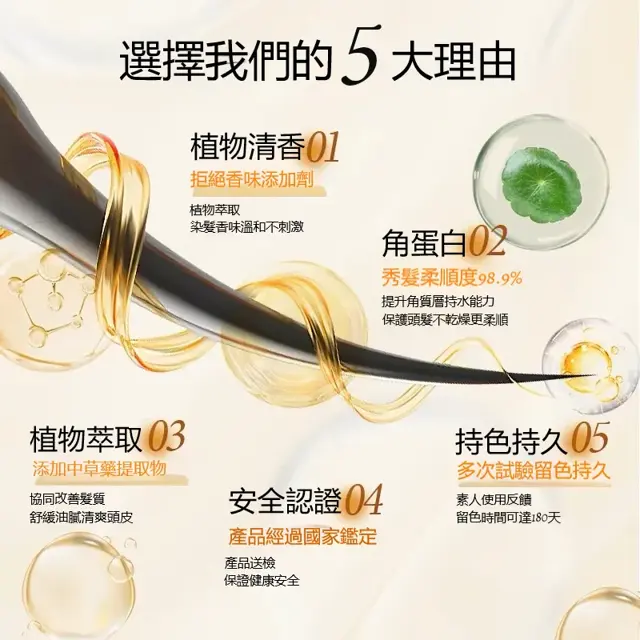 選擇我們的5大理由
植物清香01
拒絕香味添加劑
植物萃取
染髮香味溫和不刺激
角蛋白02
秀髮柔順度98.9%
提升角質層持水能力
保護頭髮不乾燥更柔順
植物萃取03
添加中草藥提取物
協同改善髮質
舒緩油膩清爽頭皮
安全認證04
產品經過國家鑑定
產品送檢
保證健康安全
持色持久05
多次試驗留色持久
素人使用反饋
留色時間可達180天